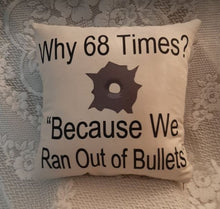 Why 68 Times?
"Because We
Ran Out of Bullets